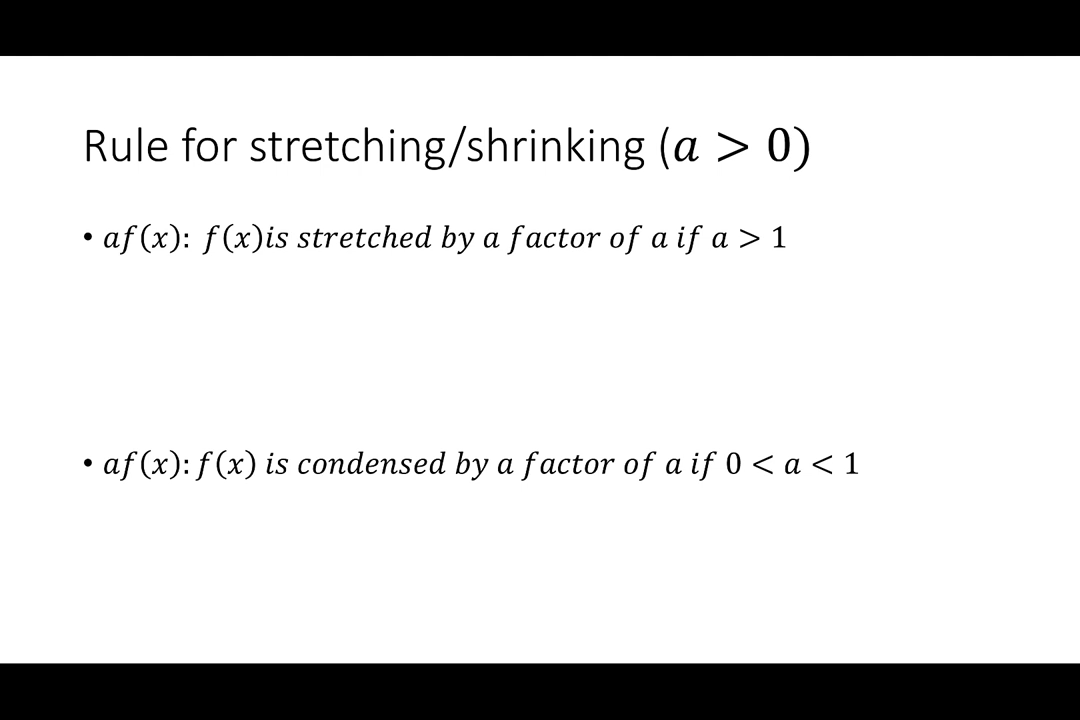 Rule for stretching/shrinking (𝑎 > 0)
• 𝑎𝑓(𝑥): 𝑓(𝑥)𝑖𝑠 𝑠𝑡𝑟𝑒𝑡𝑐ℎ𝑒𝑑 𝑏𝑦 𝑎 𝑓𝑎𝑐𝑡𝑜𝑟 𝑜𝑓 𝑎 𝑖𝑓 𝑎 > 1
• 𝑎𝑓(𝑥): 𝑓(𝑥) 𝑖𝑠 𝑐𝑜𝑛𝑑𝑒𝑛𝑠𝑒𝑑 𝑏𝑦 𝑎 𝑓𝑎𝑐𝑡𝑜𝑟 𝑜𝑓 𝑎 𝑖𝑓 0 < 𝑎 < 1